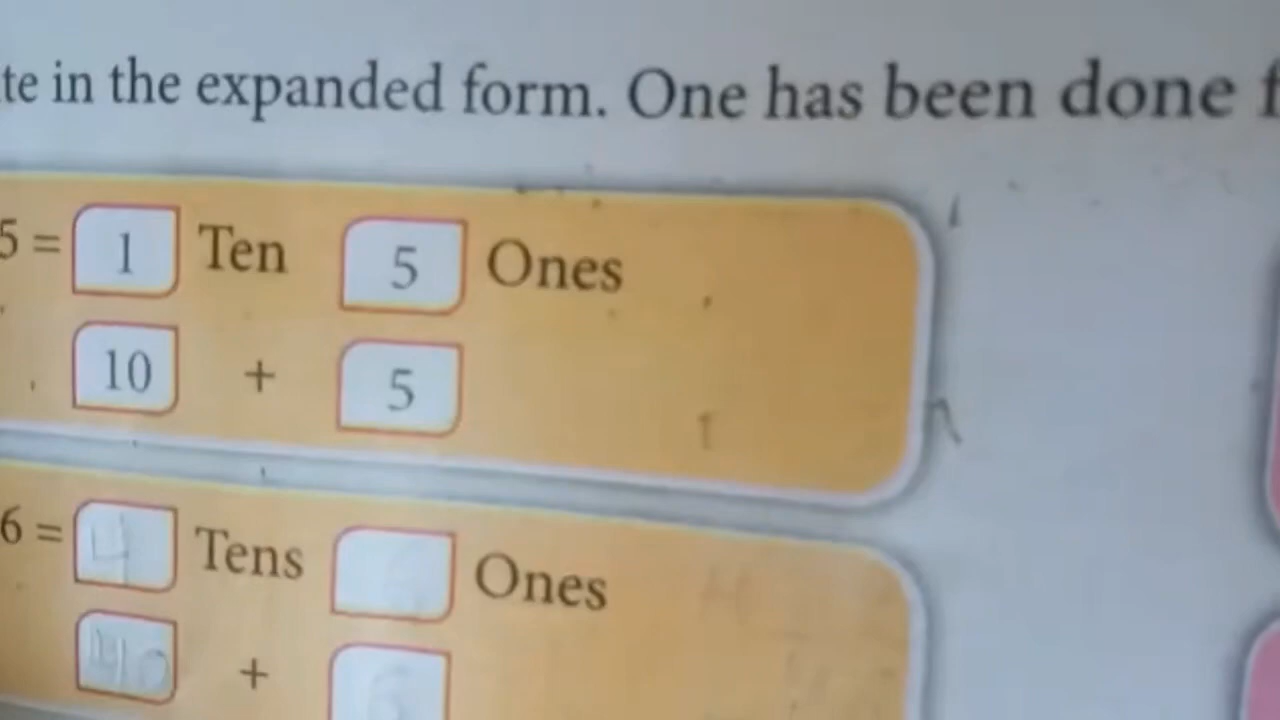 te in the expanded form. One has been done f
5 = 1 Ten 5 Ones
10 + 5
6 = 4 Tens Ones
40 +